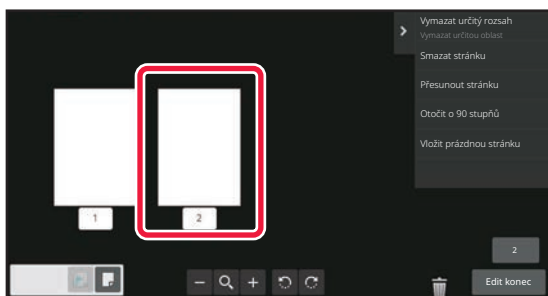 Vymazat určitý rozsah
Vymazat určitou oblast
Smazat stránku
Přesunout stránku
Otočit o 90 stupňů
Vložit prázdnou stránku
1
2
2
Edit konec